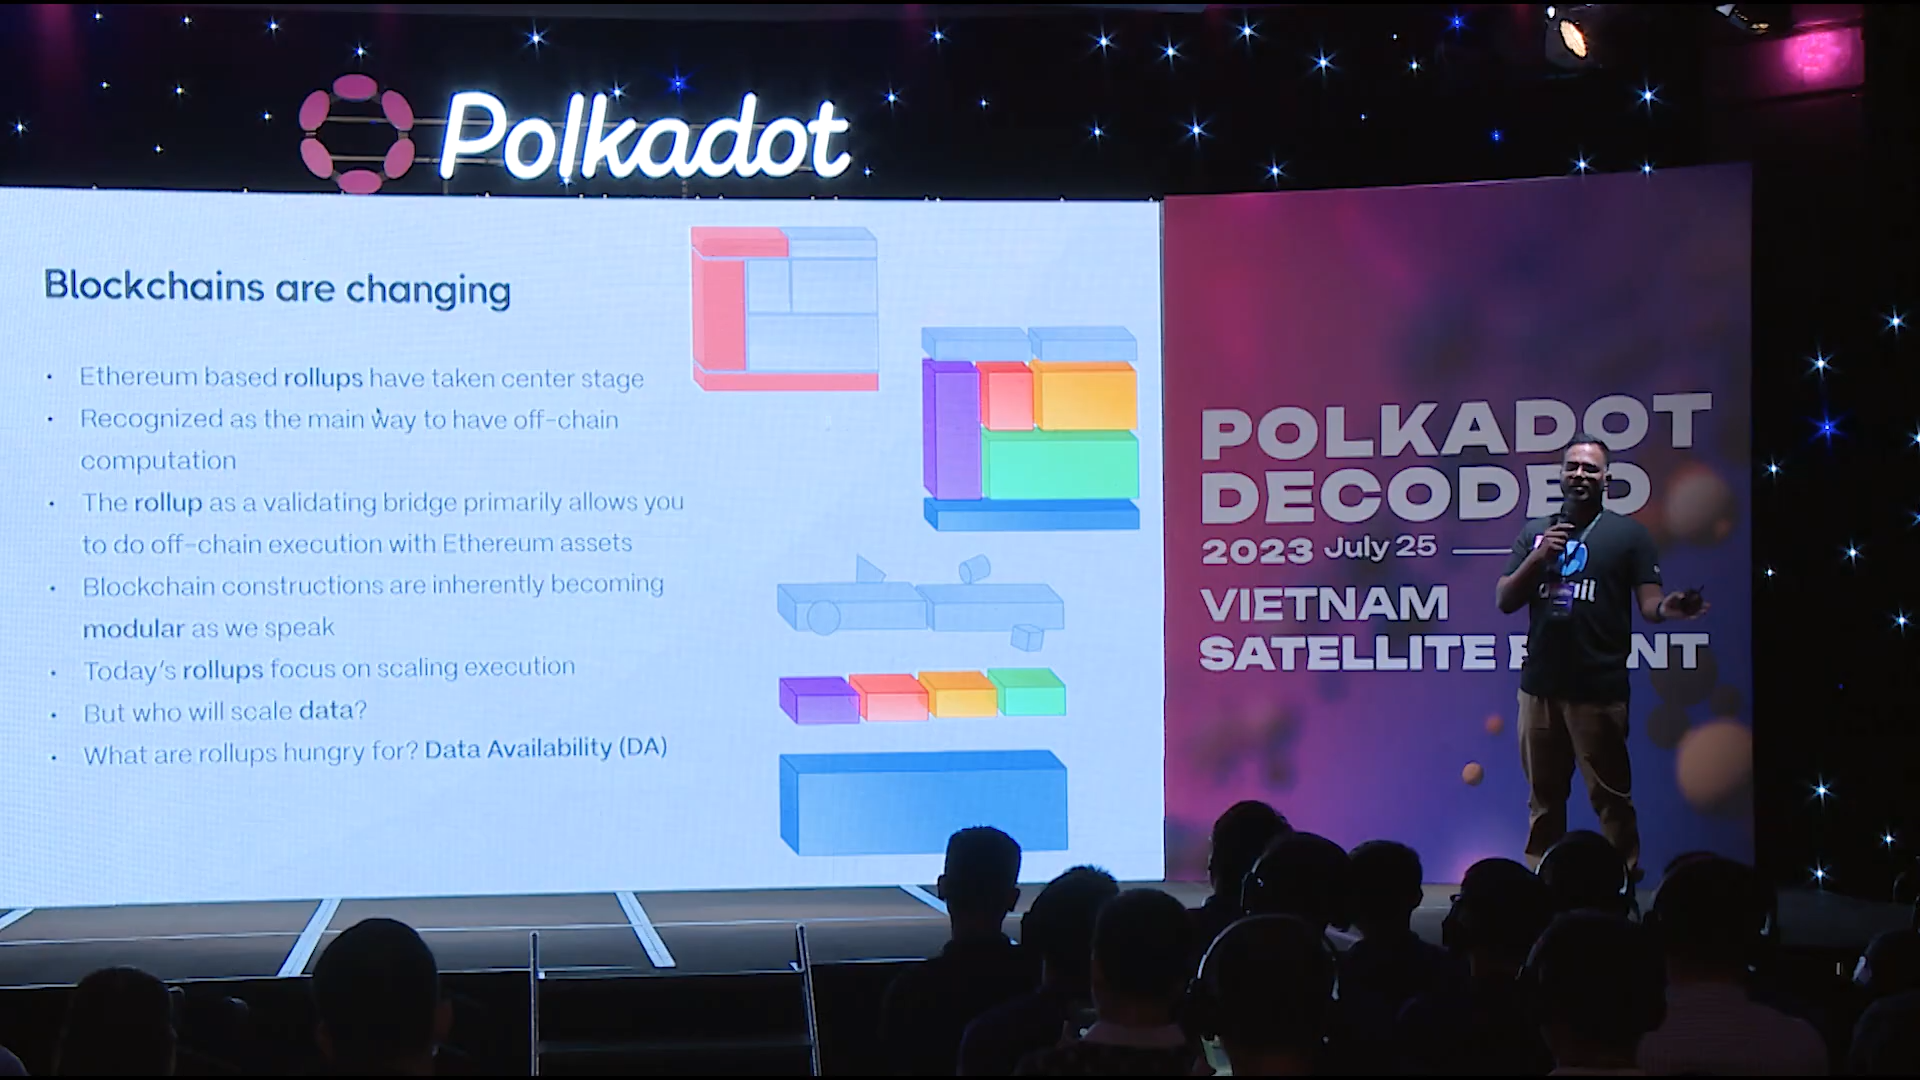 Polkadot
Blockchains are changing
• Ethereum based rollups have taken center stage
• Recognized as the main way to have off-chain
computation
• The rollup as a validating bridge primarily allows you
to do off-chain execution with Ethereum assets
• Blockchain constructions are inherently becoming
modular as we speak
• Today's rollups focus on scaling execution
• But who will scale data?
• What are rollups hungry for? Data Availability (DA)
POLKADOT
DECODED
2023 July 25
VIETNAM
SATELLITE